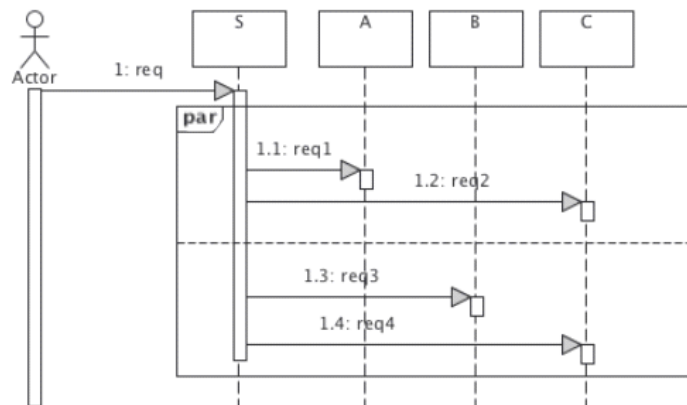 S
A
B
C
Actor
1: req
par
1.1: req1
1.2: req2
1.3: req3
1.4: req4